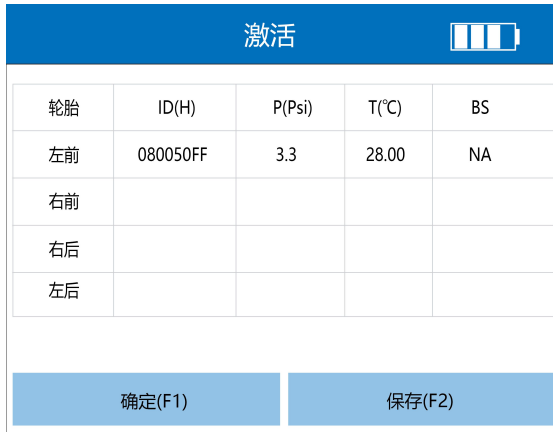 激活
轮胎 ID(H) P(Psi) T(℃) BS
左前 080050FF 3.3 28.00 NA
右前
右后
左后
确定(F1) 保存(F2)